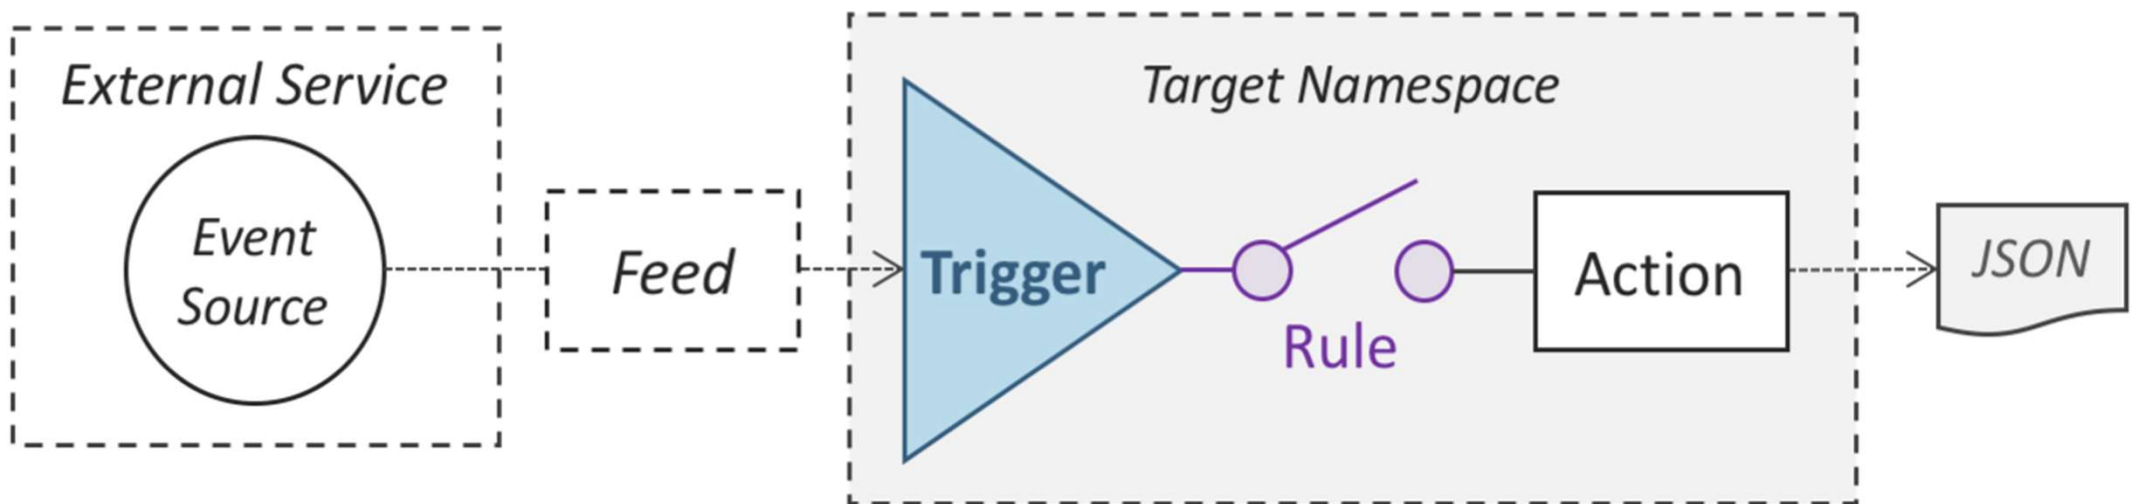 External Service
Event
Source
Feed
Target Namespace
Trigger
Rule
Action
JSON